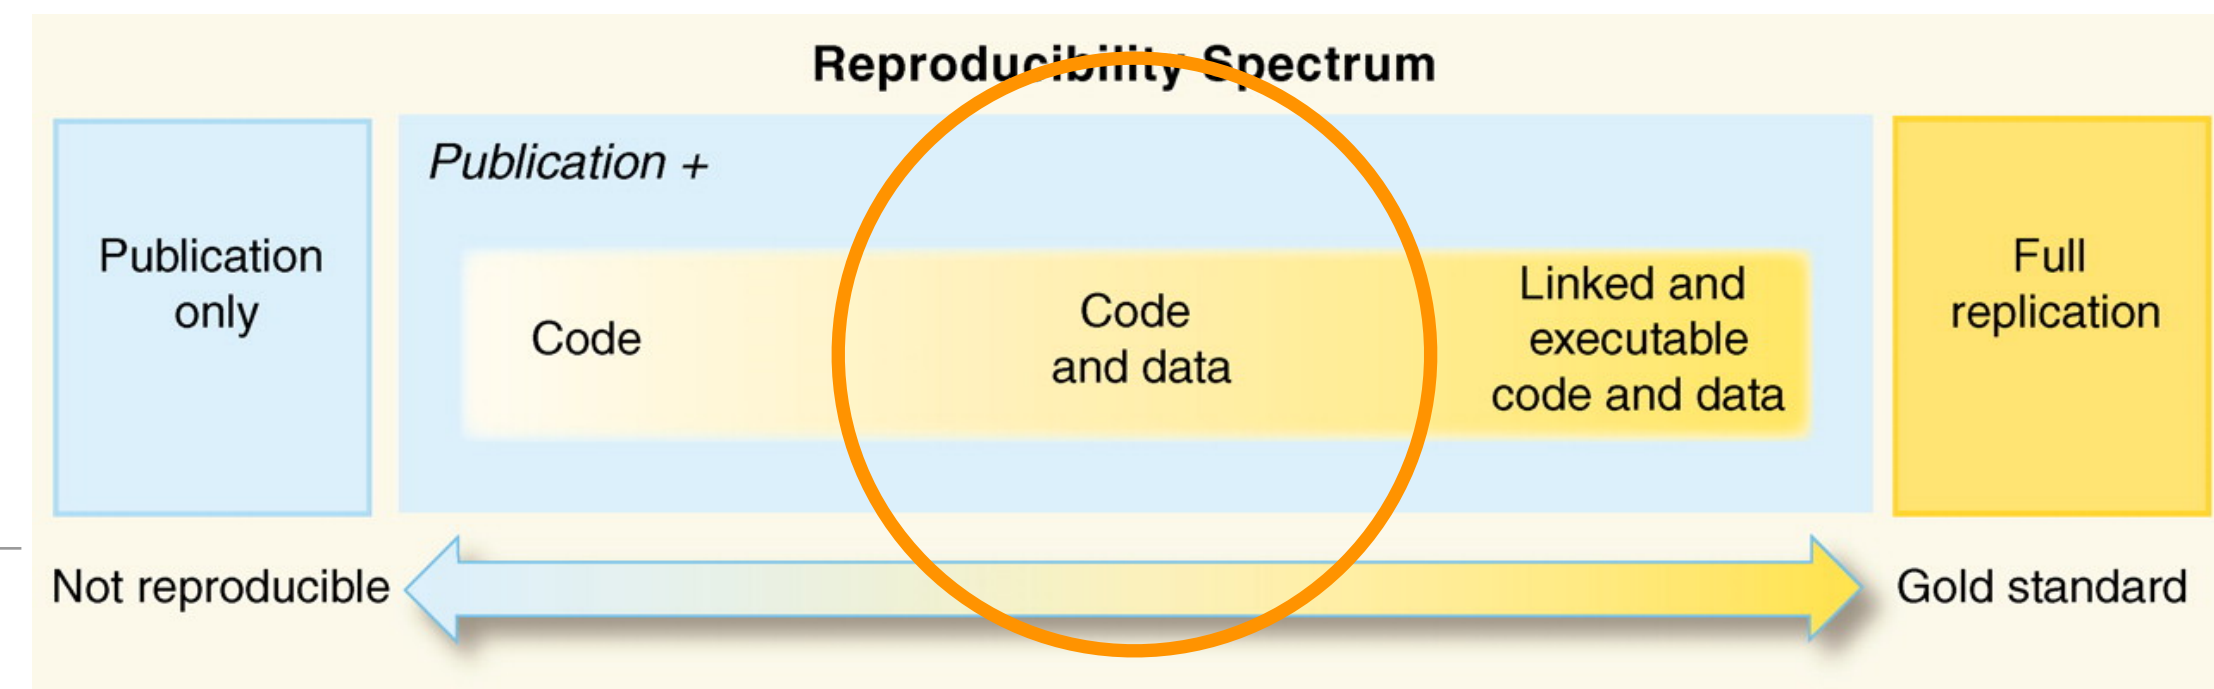 Reproducibility Spectrum
Publication
only
Publication +
Code
Code
and data
Linked and
executable
code and data
Full
replication
Not reproducible
Gold standard